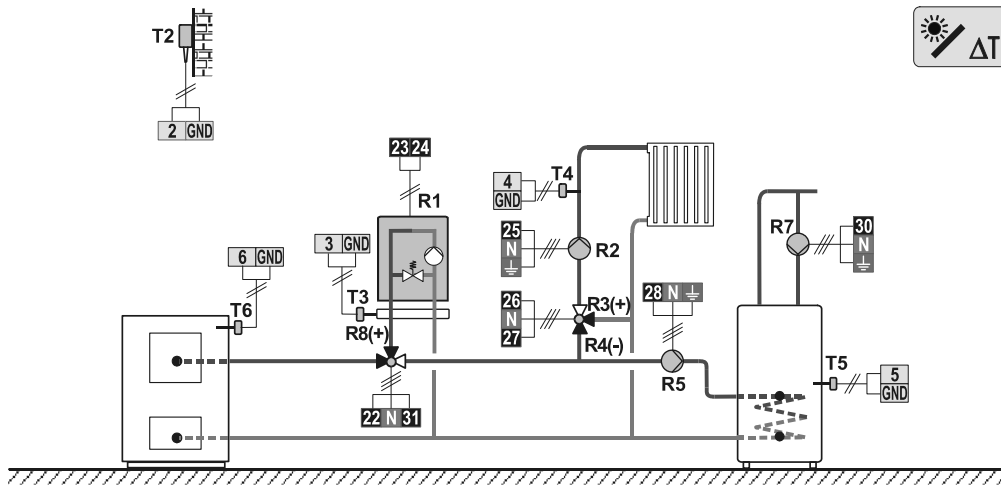 T2
ΔT
2 GND
23 24
R1
4
GND
T4
3 GND
25
N
R2
R7
30
N
6 GND
T6
T3
28 N
26
N
27
R3(+)
R8(+)
R4(-)
R5
T5
5
GND
22 N 31